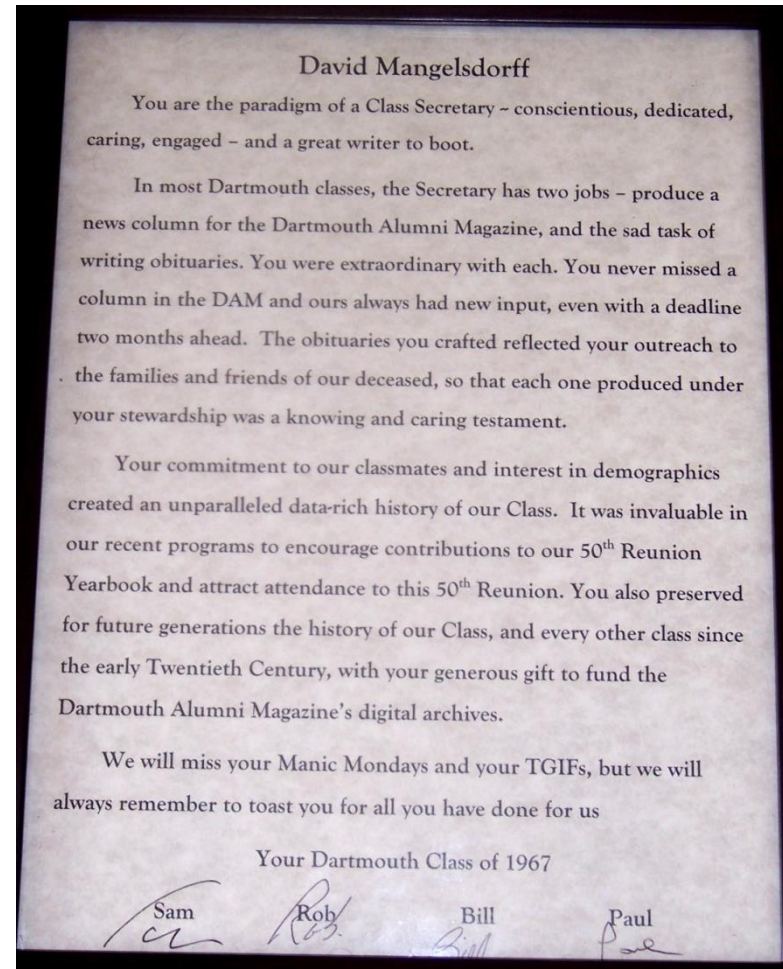 David Mangelsdorff
You are the paradigm of a Class Secretary ~ conscientious, dedicated,
caring, engaged – and a great writer to boot.
In most Dartmouth classes, the Secretary has two jobs – produce a
news column for the Dartmouth Alumni Magazine, and the sad task of
writing obituaries. You were extraordinary with each. You never missed a
column in the DAM and ours always had new input, even with a deadline
two months ahead. The obituaries you crafted reflected your outreach to
the families and friends of our deceased, so that each one produced under
your stewardship was a knowing and caring testament.
Your commitment to our classmates and interest in demographics
created an unparalleled data-rich history of our Class. It was invaluable in
our recent programs to encourage contributions to our 50th Reunion
Yearbook and attract attendance to this 50th Reunion. You also preserved
for future generations the history of our Class, and every other class since
the early Twentieth Century, with your generous gift to fund the
Dartmouth Alumni Magazine's digital archives.
We will miss your Manic Mondays and your TGIFs, but we will
always remember to toast you for all you have done for us
Your Dartmouth Class of 1967
Sam Rob Bill Paul